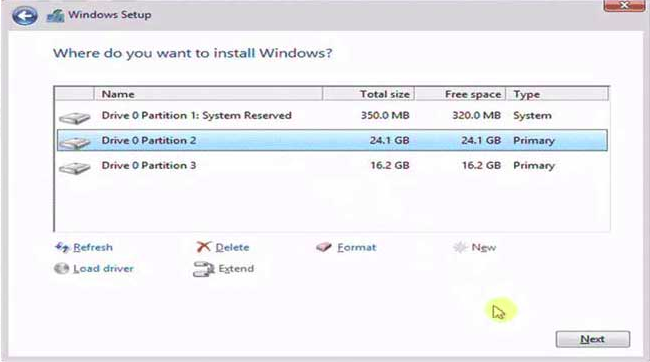 Windows Setup
Where do you want to install Windows?
Name Total size Free space Type
Drive 0 Partition 1: System Reserved 350.0 MB 320.0 MB System
Drive 0 Partition 2 24.1 GB 24.1 GB Primary
Drive 0 Partition 3 16.2 GB 16.2 GB Primary
Refresh Delete Format New
Load driver Extend
Next